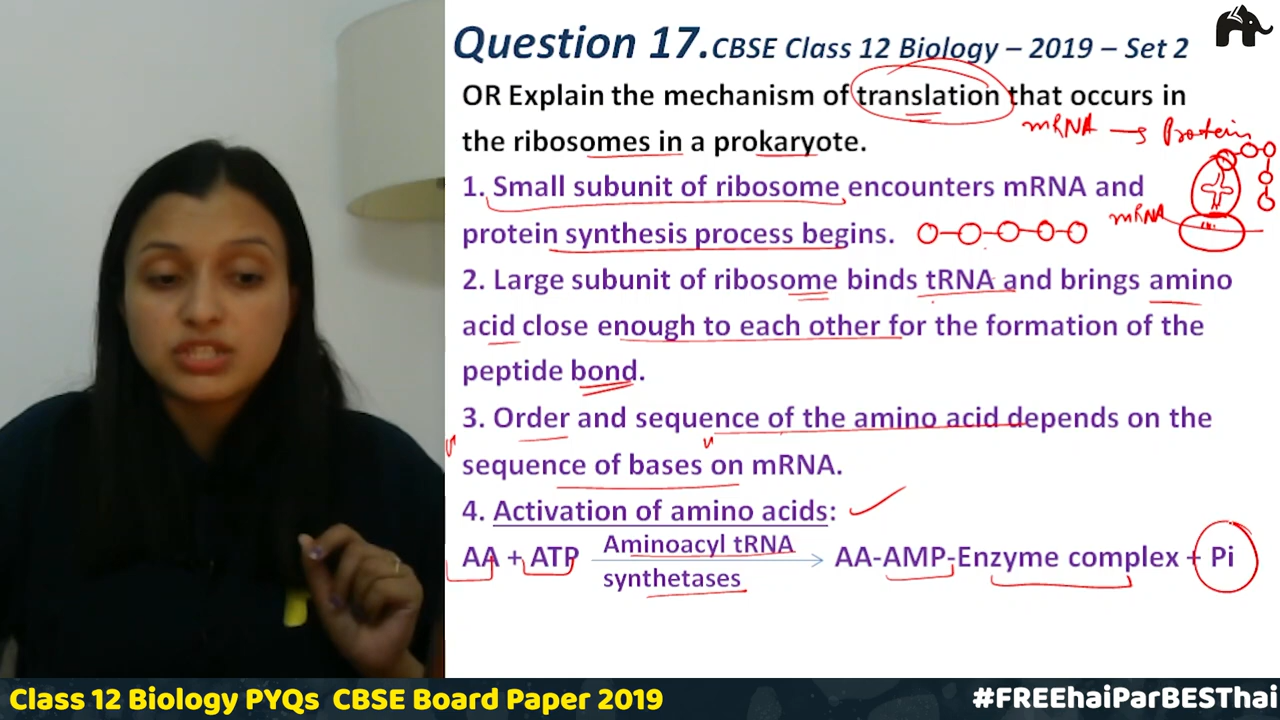 Question 17. CBSE Class 12 Biology – 2019 – Set 2
OR Explain the mechanism of translation that occurs in
the ribosomes in a prokaryote.
mRNA → Protein
1. Small subunit of ribosome encounters mRNA and
protein synthesis process begins.
mRNA
2. Large subunit of ribosome binds tRNA and brings amino
acid close enough to each other for the formation of the
peptide bond.
3. Order and sequence of the amino acid depends on the
sequence of bases on mRNA.
4. Activation of amino acids:
AA + ATP Aminoacyl tRNA synthetases → AA-AMP-Enzyme complex + Pi
Class 12 Biology PYQs CBSE Board Paper 2019
#FREEhaiParBESThai